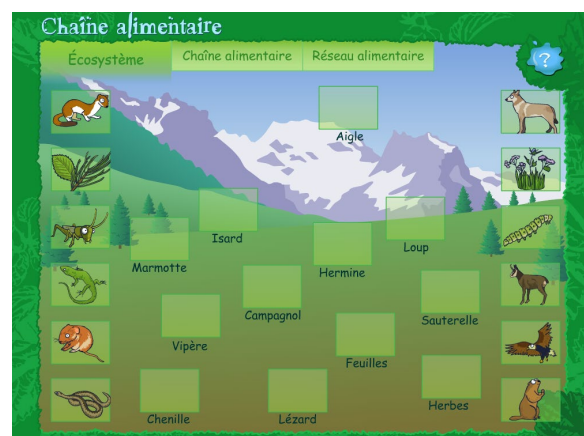 Chaîne alimentaire
Écosystème
Chaîne alimentaire
Réseau alimentaire
?
Aigle
Isard
Loup
Marmotte
Hermine
Campagnol
Sauterelle
Vipère
Feuilles
Chenille
Lézard
Herbes